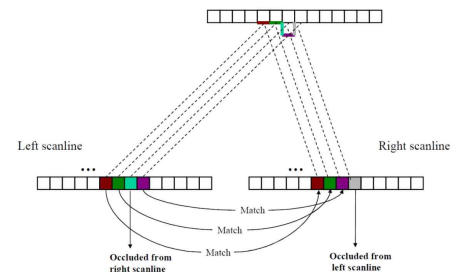 Left scanline
Right scanline
...
...
Match
Match
Match
Occluded from
right scanline
Occluded from
left scanline